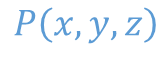 P(x, y, z)